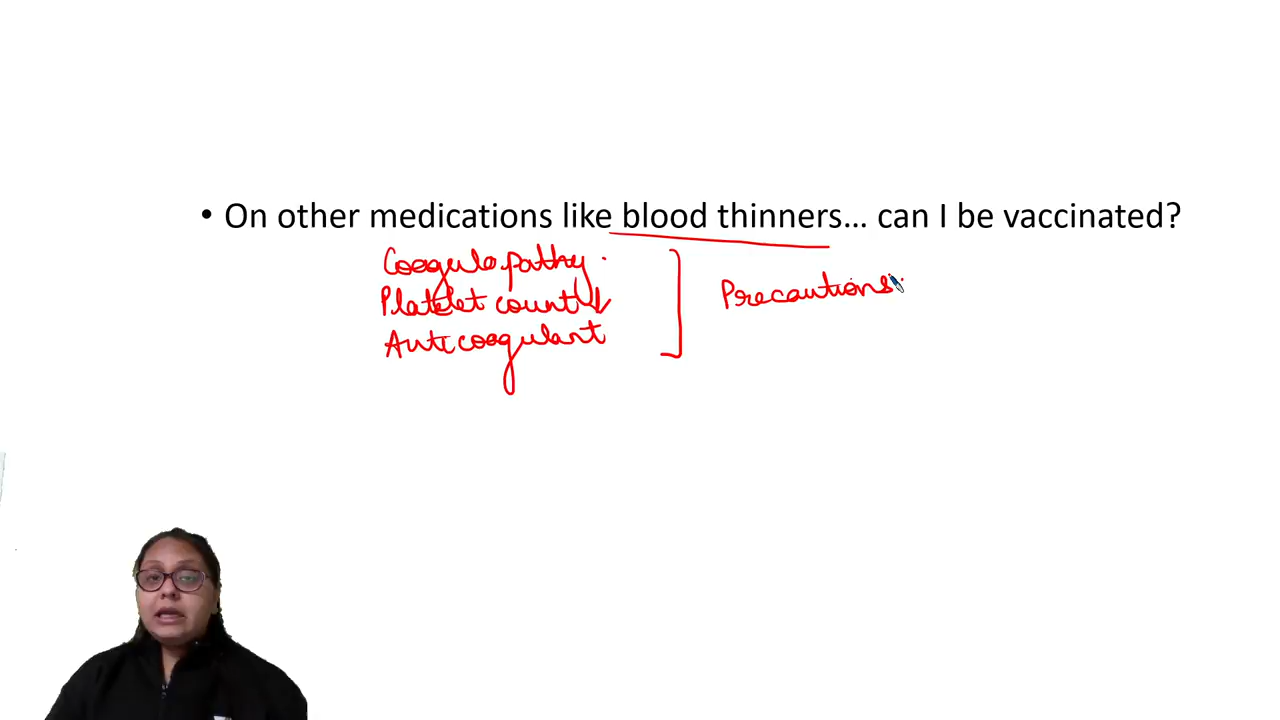 • On other medications like blood thinners... can I be vaccinated?
Coagulopathy.
Platelet count ↓
Anticoagulant
Precautions.